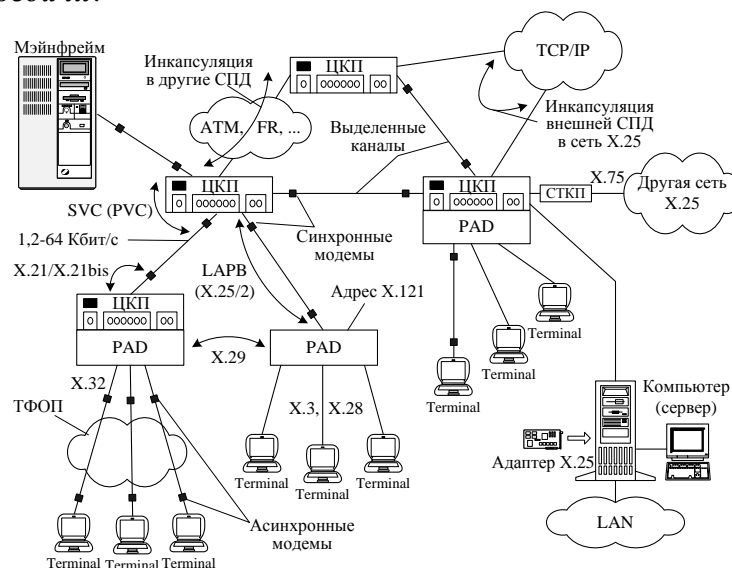 Мэйнфрейм
Инкапсуляция
в другие СПД
ЦКП
TCP/IP
ATM, FR, ...
Выделенные
каналы
Инкапсуляция
внешней СПД
в сеть X.25
ЦКП
ЦКП
PAD
СТКП
X.75
Другая сеть
X.25
SVC (PVC)
1,2-64 Кбит/с
Синхронные
модемы
X.21/X.21bis
LAPB
(X.25/2)
Адрес X.121
ЦКП
PAD
X.29
PAD
Terminal
Terminal
Terminal
X.32
ТФОП
X.3, X.28
Компьютер
(сервер)
Адаптер X.25
Terminal
Terminal
Terminal
Асинхронные
модемы
LAN
Terminal
Terminal
Terminal